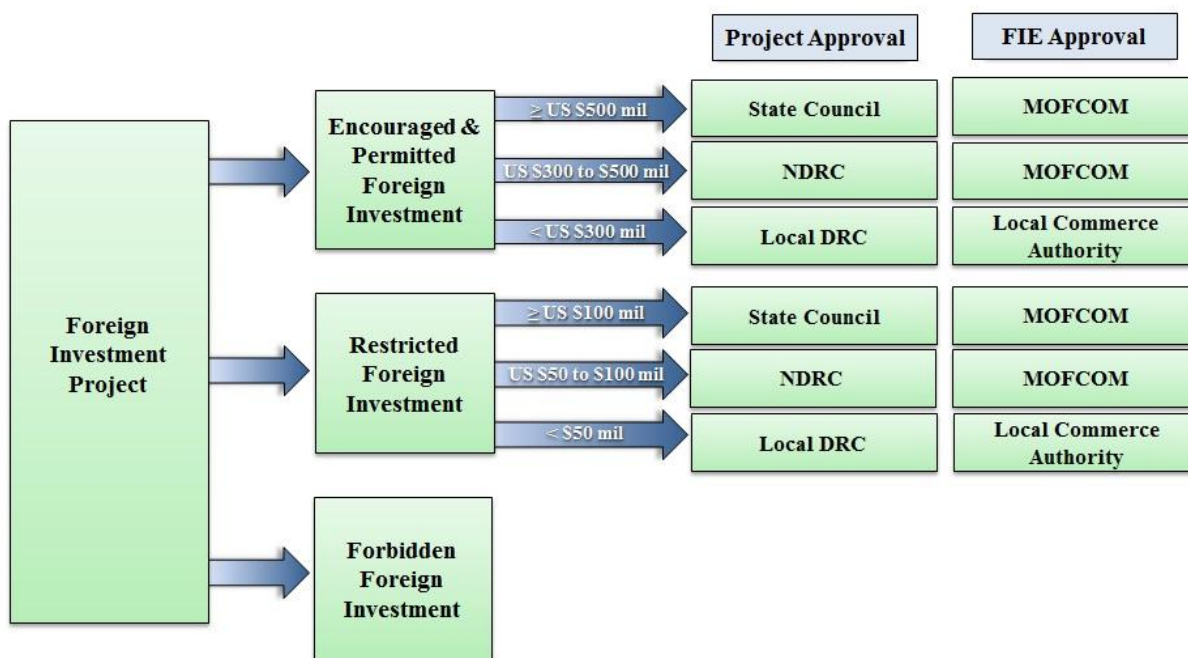 Project Approval
FIE Approval
Foreign
Investment
Project
Encouraged &
Permitted
Foreign
Investment
≥ US $500 mil
State Council
MOFCOM
US $300 to $500 mil
NDRC
MOFCOM
< US $300 mil
Local DRC
Local Commerce
Authority
Restricted
Foreign
Investment
≥ US $100 mil
State Council
MOFCOM
US $50 to $100 mil
NDRC
MOFCOM
< $50 mil
Local DRC
Local Commerce
Authority
Forbidden
Foreign
Investment